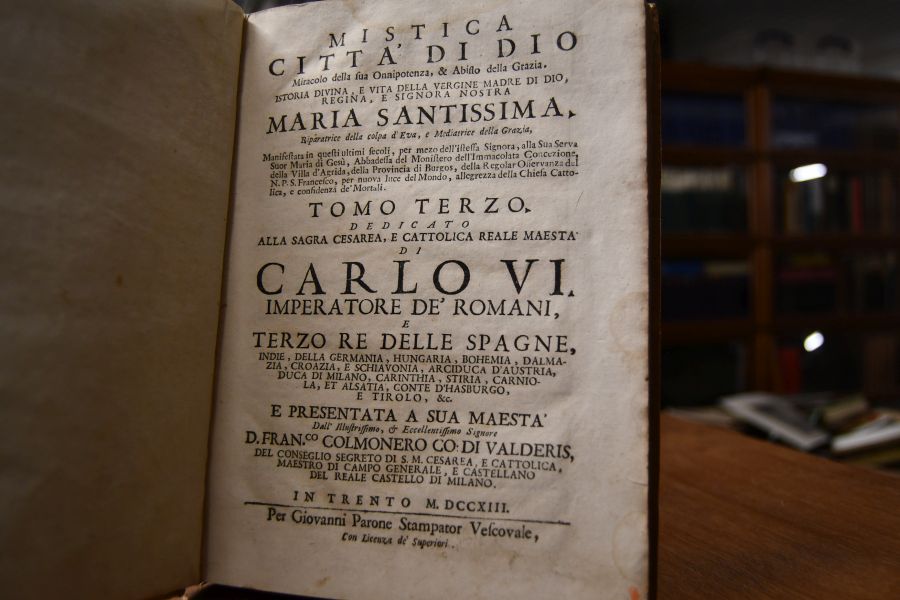 MISTICA
CITTA' DI DIO
Miracolo della sua Onnipotenza, & Abisso della Grazia.
ISTORIA DIVINA, E VITA DELLA VERGINE MADRE DI DIO,
REGINA, E SIGNORA NOSTRA
MARIA SANTISSIMA,
Riparatrice della colpa d'Eva, e Mediatrice della Grazia,
Manifestata in questi ultimi secoli, per mezo dell'istessa Signora, alla Sua Serva
Suor Maria di Gesù, Abbadessa del Monistero dell'Immacolata Concezione,
della Villa d'Agrida, della Provincia di Burgos, della Regolar Osservanza del
N. P. S. Francesco, per nuova luce del Mondo, allegrezza della Chiesa Catto-
lica, e confidenza de' Mortali.
TOMO TERZO.
DEDICATO
ALLA SAGRA CESAREA, E CATTOLICA REALE MAESTA'
DI
CARLO VI.
IMPERATORE DE' ROMANI,
E
TERZO RE DELLE SPAGNE,
INDIE, DELLA GERMANIA, HUNGARIA, BOHEMIA, DALMA-
ZIA, CROAZIA, E SCHIAVONIA, ARCIDUCA D'AUSTRIA,
DUCA DI MILANO, CARINTHIA, STIRIA, CARNIO-
LA, ET ALSATIA, CONTE D'HASBURGO,
E TIROLO, &c.
E PRESENTATA A SUA MAESTA'
Dall' Illustrissimo, & Eccellentissimo Signore
D. FRAN.CO COLMONERO CO: DI VALDERIS,
DEL CONSEGLIO SEGRETO DI S. M. CESAREA, E CATTOLICA,
MAESTRO DI CAMPO GENERALE, E CASTELLANO
DEL REALE CASTELLO DI MILANO.
IN TRENTO M. DCCXIII.
Per Giovanni Parone Stampator Vescovale,
Con Licenza de' Superiori.